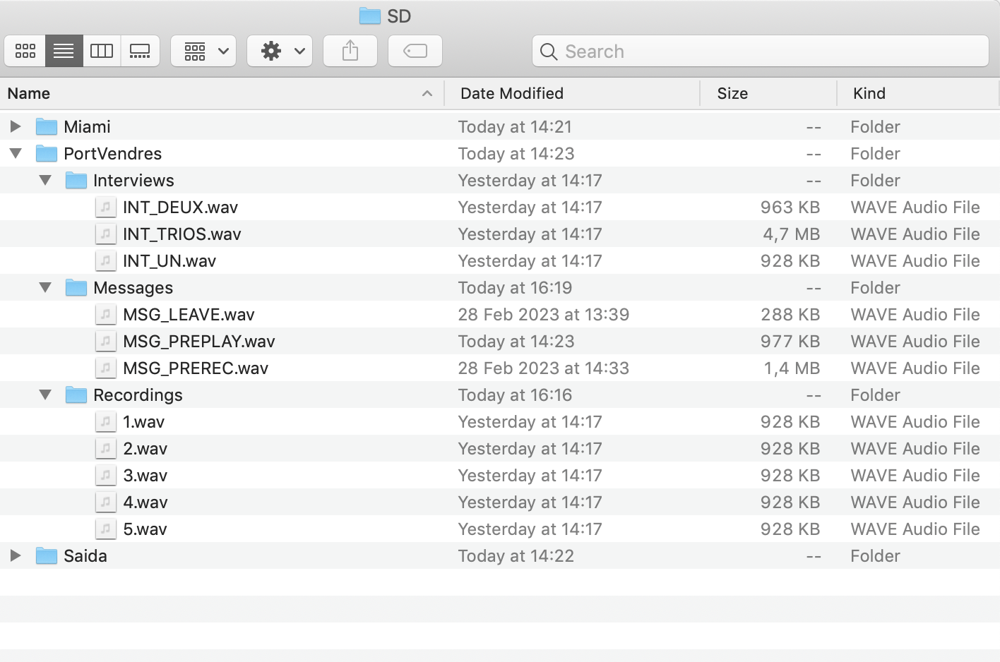 SD
Search
Name Date Modified Size Kind
Miami Today at 14:21 -- Folder
PortVendres Today at 14:23 -- Folder
Interviews Yesterday at 14:17 -- Folder
INT_DEUX.wav Yesterday at 14:17 963 KB WAVE Audio File
INT_TRIOS.wav Yesterday at 14:17 4,7 MB WAVE Audio File
INT_UN.wav Yesterday at 14:17 928 KB WAVE Audio File
Messages Today at 16:19 -- Folder
MSG_LEAVE.wav 28 Feb 2023 at 13:39 288 KB WAVE Audio File
MSG_PREPLAY.wav Today at 14:23 977 KB WAVE Audio File
MSG_PREREC.wav 28 Feb 2023 at 14:33 1,4 MB WAVE Audio File
Recordings Today at 16:16 -- Folder
1.wav Yesterday at 14:17 928 KB WAVE Audio File
2.wav Yesterday at 14:17 928 KB WAVE Audio File
3.wav Yesterday at 14:17 928 KB WAVE Audio File
4.wav Yesterday at 14:17 928 KB WAVE Audio File
5.wav Yesterday at 14:17 928 KB WAVE Audio File
Saida Today at 14:22 -- Folder